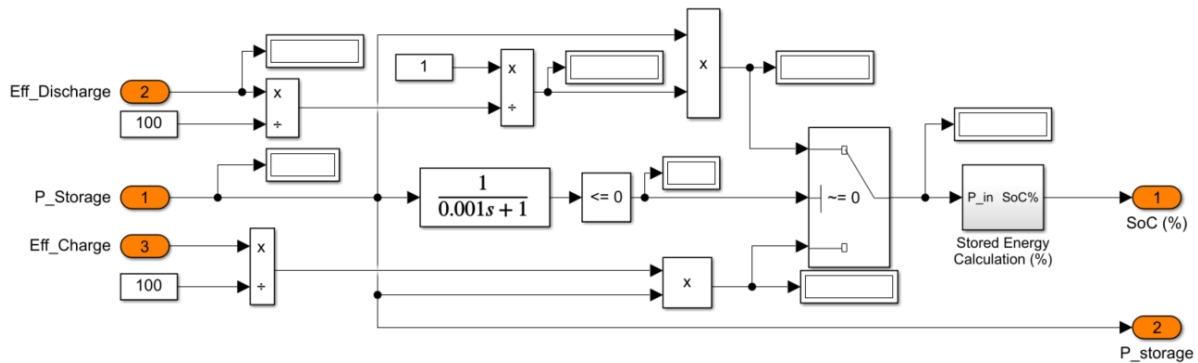 Eff_Discharge
2
x
÷
100
1
x
÷
x
P_Storage
1
1
0.001s + 1
<= 0
~= 0
P_in SoC%
Stored Energy
Calculation (%)
1
SoC (%)
Eff_Charge
3
x
÷
100
x
2
P_storage